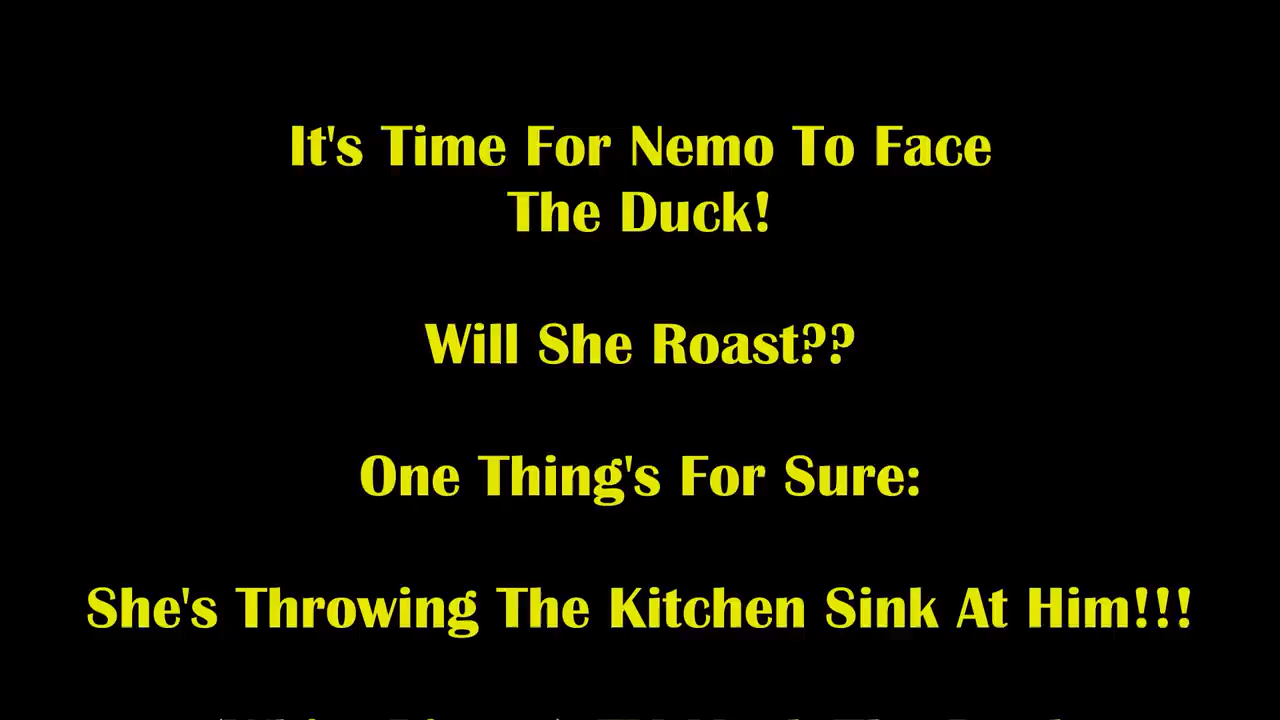 It's Time For Nemo To Face
The Duck!
Will She Roast??
One Thing's For Sure:
She's Throwing The Kitchen Sink At Him!!!